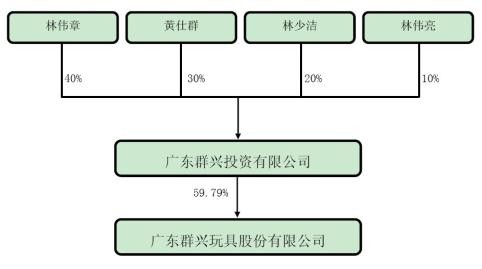 林伟章
黄仕群
林少洁
林伟亮
40%
30%
20%
10%
广东群兴投资有限公司
59.79%
广东群兴玩具股份有限公司